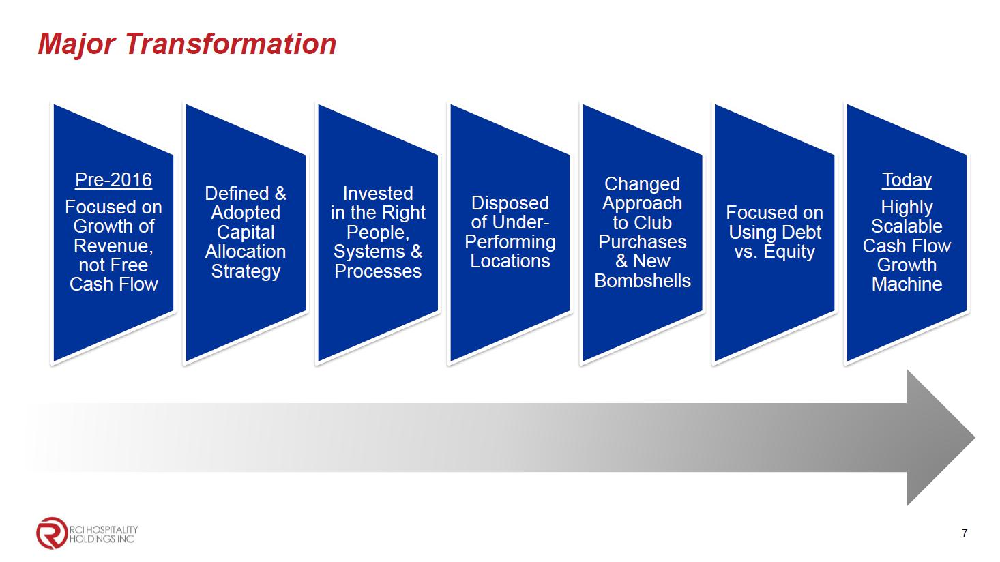 Major Transformation
Pre-2016
Focused on
Growth of
Revenue,
not Free
Cash Flow
Defined &
Adopted
Capital
Allocation
Strategy
Invested
in the Right
People,
Systems &
Processes
Disposed
of Under-
Performing
Locations
Changed
Approach
to Club
Purchases
& New
Bombshells
Focused on
Using Debt
vs. Equity
Today
Highly
Scalable
Cash Flow
Growth
Machine
RCI HOSPITALITY
HOLDINGS INC
7